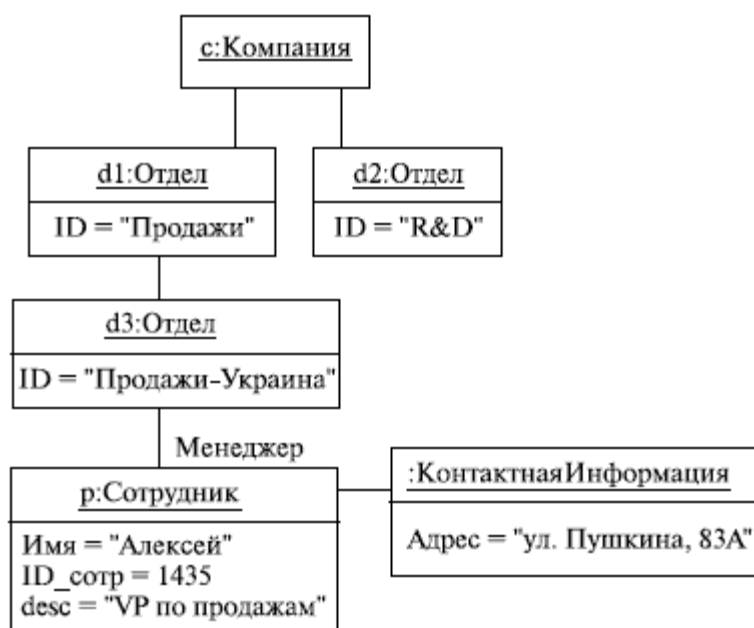 c:Компания
d1:Отдел
ID = "Продажи"
d2:Отдел
ID = "R&D"
d3:Отдел
ID = "Продажи-Украина"
Менеджер
p:Сотрудник
Имя = "Алексей"
ID_сотр = 1435
desc = "VP по продажам"
:КонтактнаяИнформация
Адрес = "ул. Пушкина, 83А"